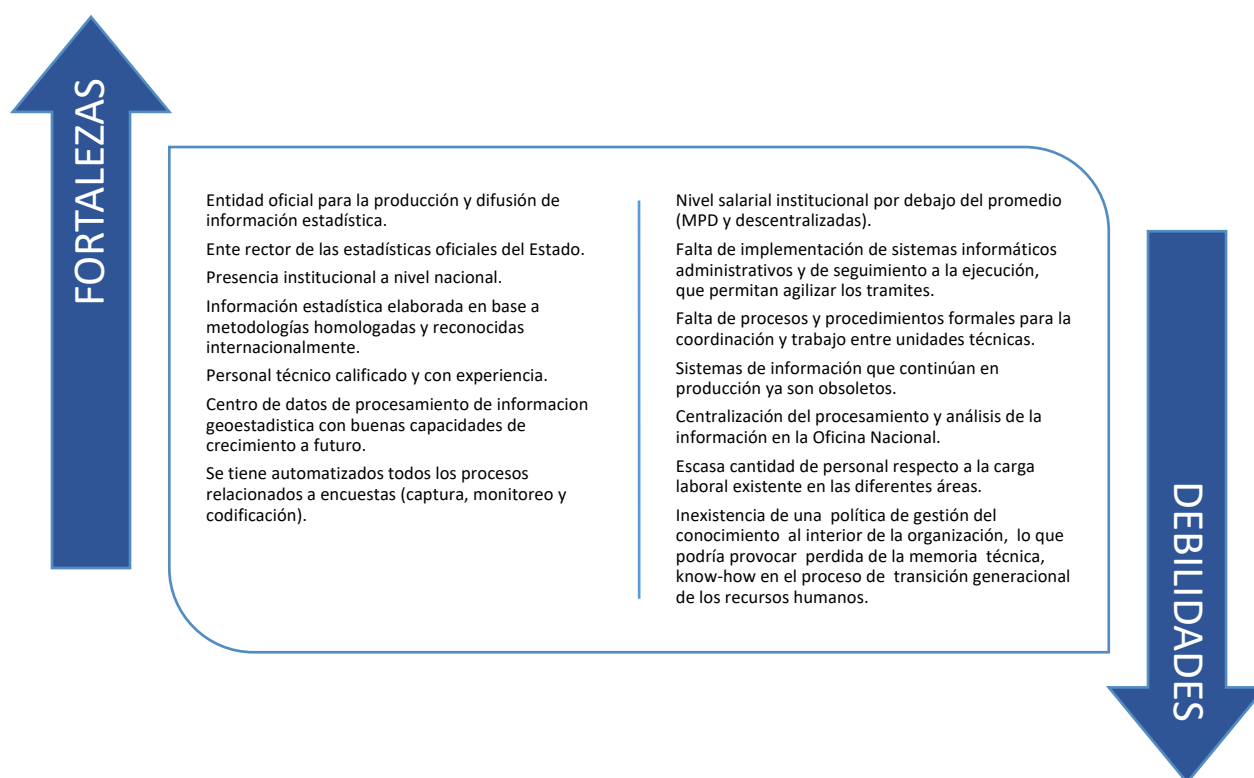 FORTALEZAS
Entidad oficial para la producción y difusión de
información estadística.
Ente rector de las estadísticas oficiales del Estado.
Presencia institucional a nivel nacional.
Información estadística elaborada en base a
metodologías homologadas y reconocidas
internacionalmente.
Personal técnico calificado y con experiencia.
Centro de datos de procesamiento de informacion
geoestadistica con buenas capacidades de
crecimiento a futuro.
Se tiene automatizados todos los procesos
relacionados a encuestas (captura, monitoreo y
codificación).
Nivel salarial institucional por debajo del promedio
(MPD y descentralizadas).
Falta de implementación de sistemas informáticos
administrativos y de seguimiento a la ejecución,
que permitan agilizar los tramites.
Falta de procesos y procedimientos formales para la
coordinación y trabajo entre unidades técnicas.
Sistemas de información que continúan en
producción ya son obsoletos.
Centralización del procesamiento y análisis de la
información en la Oficina Nacional.
Escasa cantidad de personal respecto a la carga
laboral existente en las diferentes áreas.
Inexistencia de una política de gestión del
conocimiento al interior de la organización, lo que
podría provocar perdida de la memoria técnica,
know-how en el proceso de transición generacional
de los recursos humanos.
DEBILIDADES